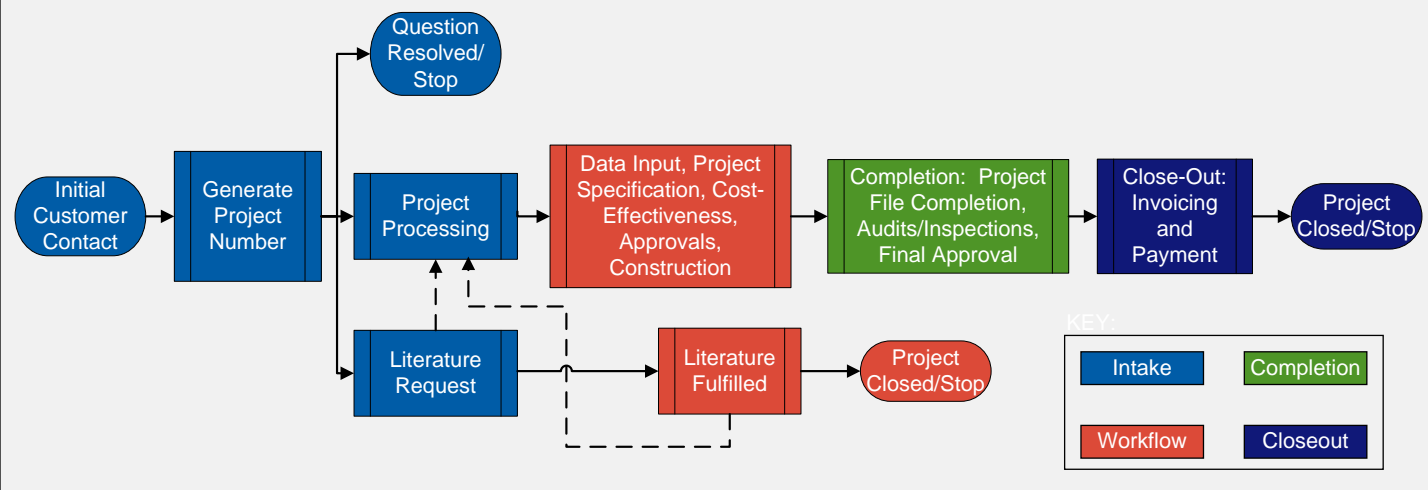 Question
Resolved/
Stop
Initial
Customer
Contact
Generate
Project
Number
Project
Processing
Data Input, Project
Specification, Cost-
Effectiveness,
Approvals,
Construction
Completion:  Project
File Completion,
Audits/Inspections,
Final Approval
Close-Out:
Invoicing
and
Payment
Project
Closed/Stop
Literature
Request
Literature
Fulfilled
Project
Closed/Stop
KEY:
Intake
Completion
Workflow
Closeout